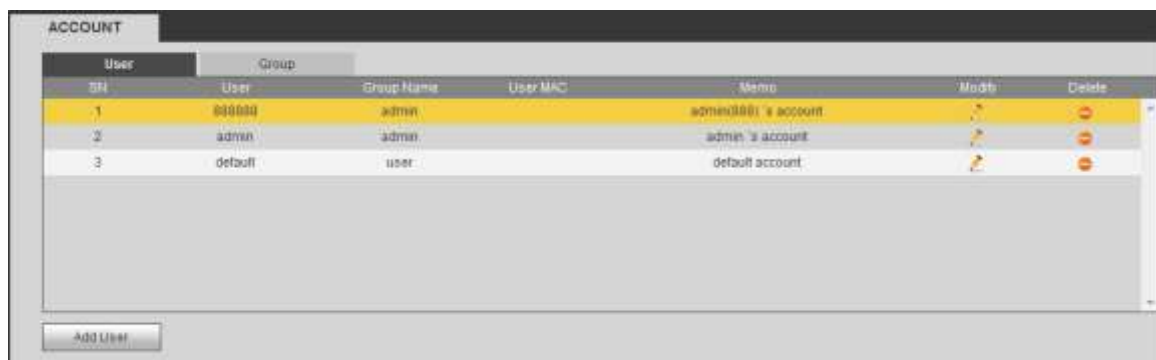 ACCOUNT
User Group
SN User Group Name User MAC Memo Modify Delete
1 888888 admin admin(888) 's account
2 admin admin admin 's account
3 default user default account
Add User